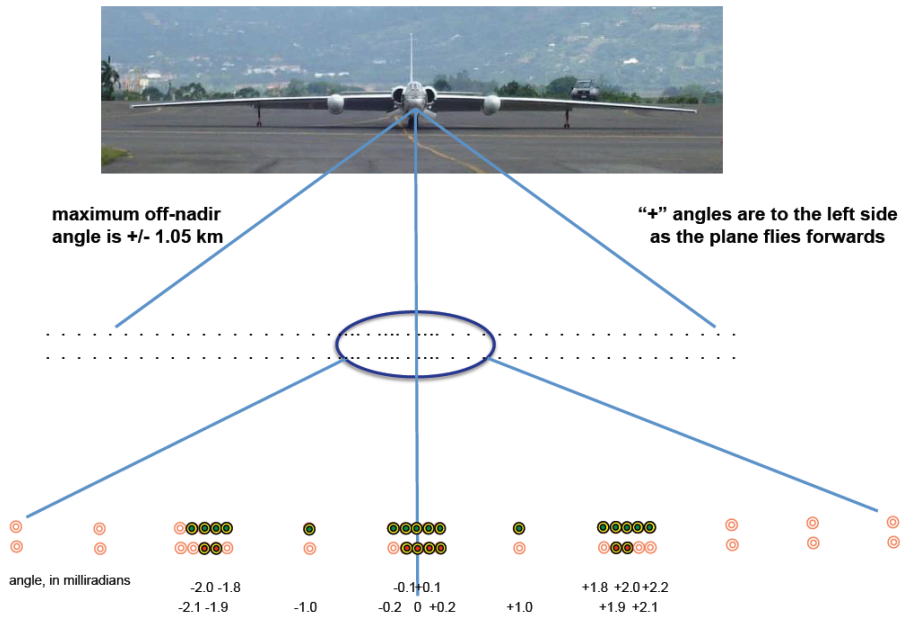 maximum off-nadir
angle is +/- 1.05 km
“+” angles are to the left side
as the plane flies forwards
angle, in milliradians
-2.0 -1.8 -0.1+0.1 +1.8 +2.0 +2.2
-2.1 -1.9 -1.0 -0.2 0 +0.2 +1.0 +1.9 +2.1